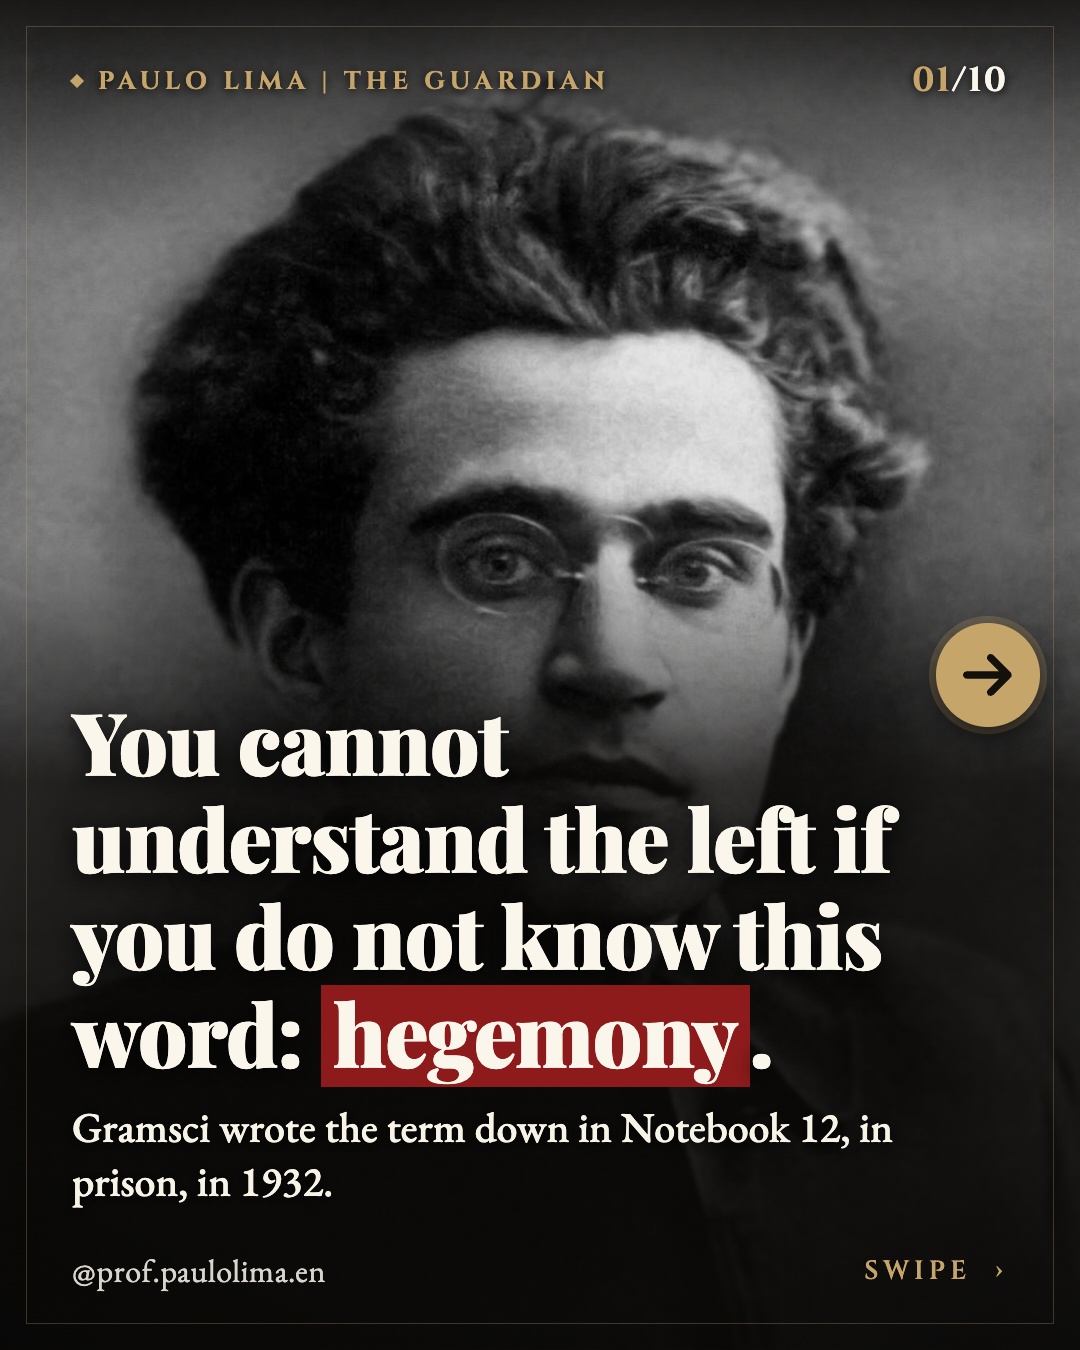 ◆ PAULO LIMA | THE GUARDIAN
01/10
You cannot
understand the left if
you do not know this
word: hegemony.
Gramsci wrote the term down in Notebook 12, in
prison, in 1932.
@prof.paulolima.en
SWIPE ›